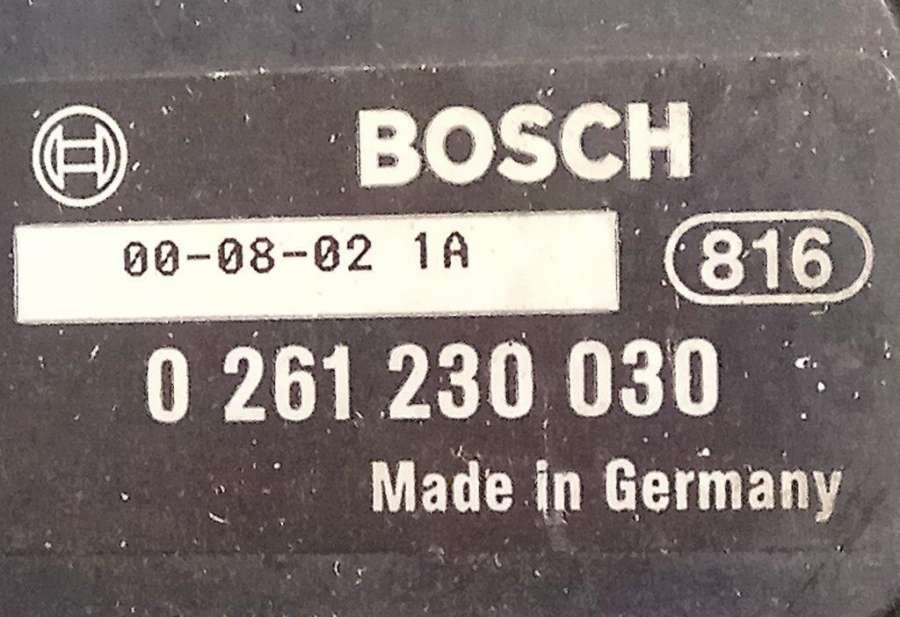 BOSCH
00-08-02 1A
816
0 261 230 030
Made in Germany